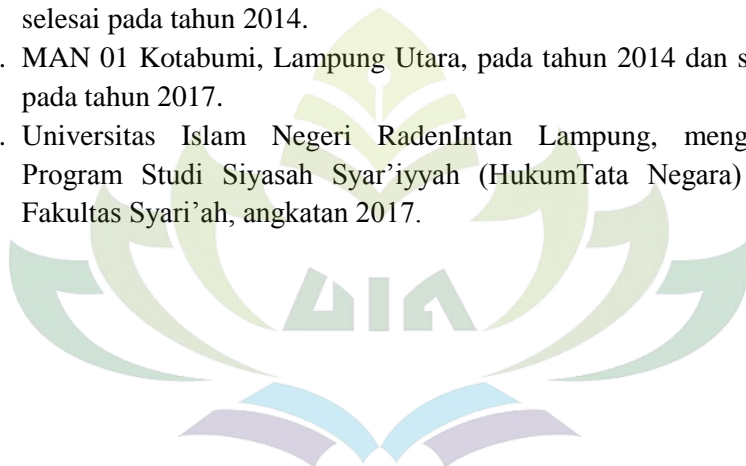 selesai pada tahun 2014.
. MAN 01 Kotabumi, Lampung Utara, pada tahun 2014 dan s
pada tahun 2017.
. Universitas Islam Negeri RadenIntan Lampung, meng
Program Studi Siyasah Syar’iyyah (HukumTata Negara)
Fakultas Syari’ah, angkatan 2017.
UIN